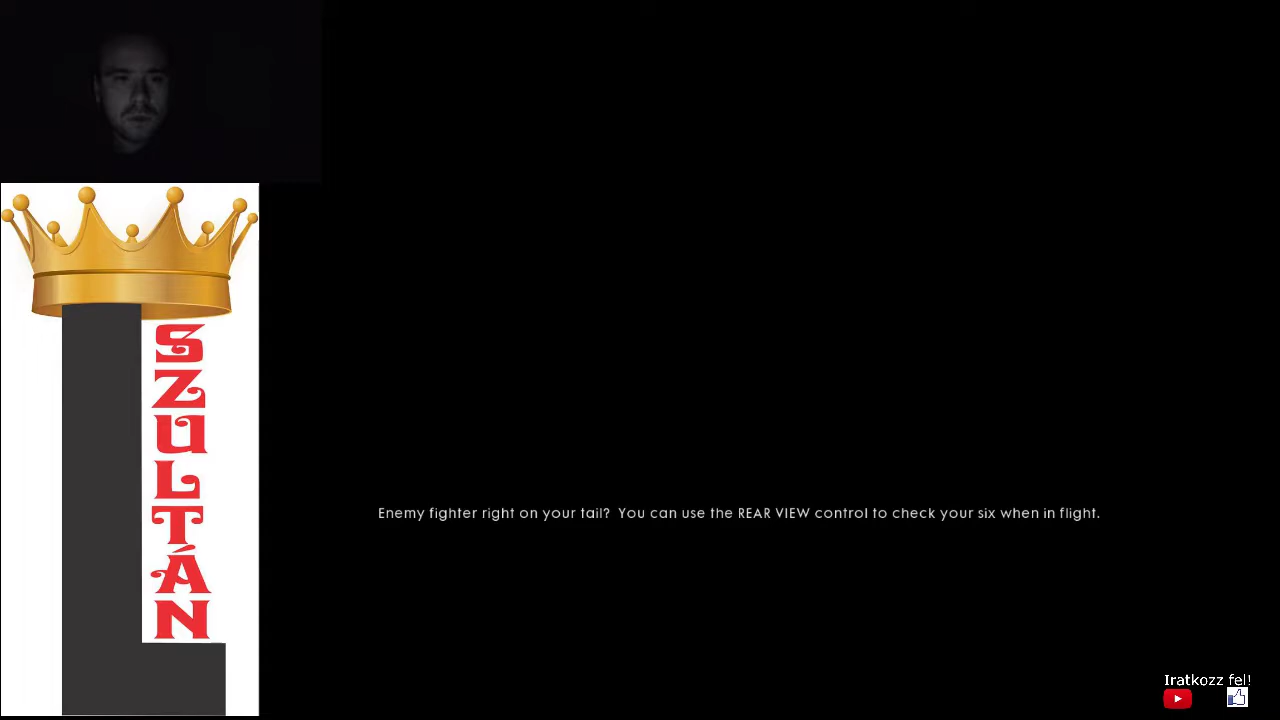 SZULTÁN
Enemy fighter right on your tail? You can use the REAR VIEW control to check your six when in flight.
Iratkozz fel!